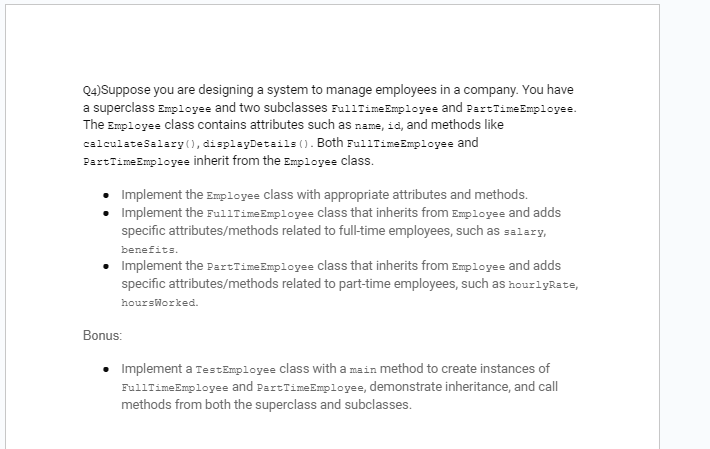 Q4)Suppose you are designing a system to manage employees in a company. You have
a superclass Employee and two subclasses FullTimeEmployee and PartTimeEmployee.
The Employee class contains attributes such as name, id, and methods like
calculateSalary(), displayDetails(). Both FullTimeEmployee and
PartTimeEmployee inherit from the Employee class.
● Implement the Employee class with appropriate attributes and methods.
● Implement the FullTimeEmployee class that inherits from Employee and adds
specific attributes/methods related to full-time employees, such as salary,
benefits.
● Implement the PartTimeEmployee class that inherits from Employee and adds
specific attributes/methods related to part-time employees, such as hourlyRate,
hoursWorked.
Bonus:
● Implement a TestEmployee class with a main method to create instances of
FullTimeEmployee and PartTimeEmployee, demonstrate inheritance, and call
methods from both the superclass and subclasses.